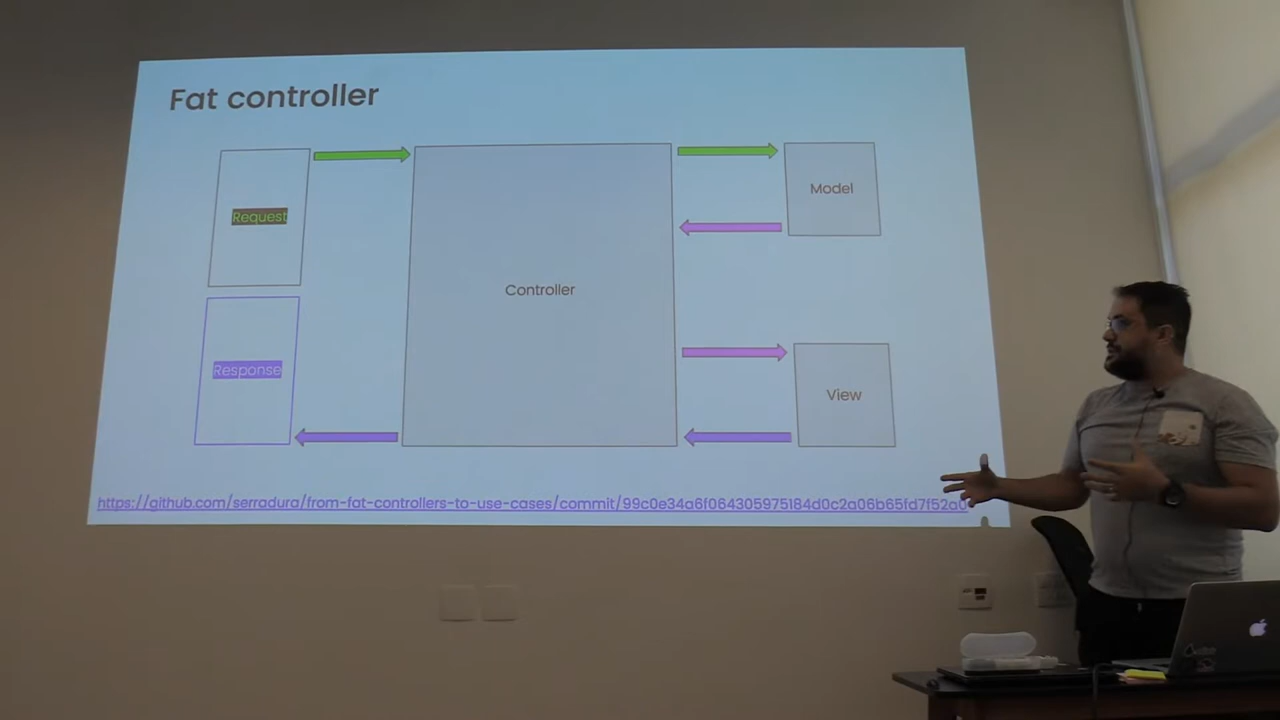 Fat controller
Request
Controller
Model
Response
View
https://github.com/serradura/from-fat-controllers-to-use-cases/commit/99c0e34a6f064305975184d0c2a06b65fd7f52a0